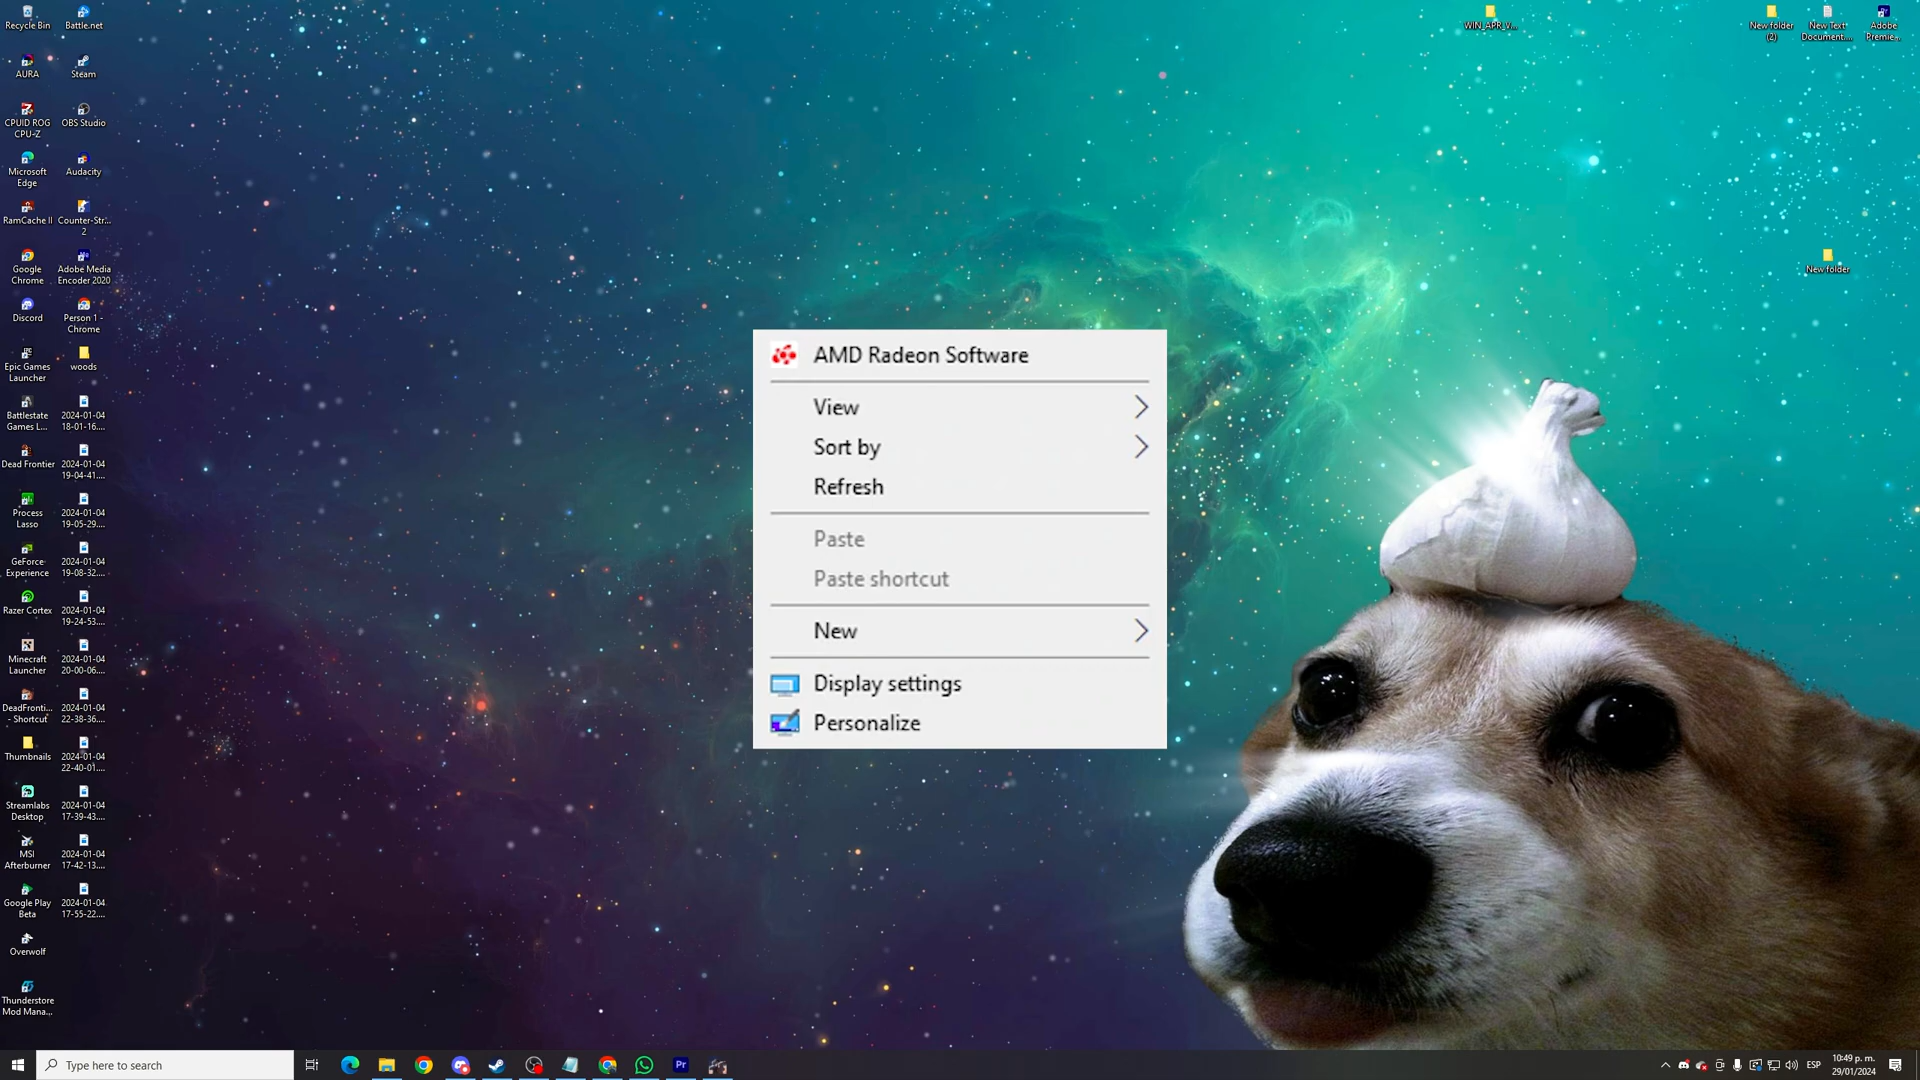 Recycle Bin
Battle.net
AURA
Steam
CPUID ROG
CPU-Z
OBS Studio
Microsoft
Edge
Audacity
RamCache II
Counter-Str...
2
Google
Chrome
Adobe Media
Encoder 2020
Discord
Person 1 -
Chrome
Epic Games
Launcher
woods
Battlestate
Games L...
2024-01-04
18-01-16....
Dead Frontier
2024-01-04
19-04-41....
Process
Lasso
2024-01-04
19-05-29....
GeForce
Experience
2024-01-04
19-08-32....
Razer Cortex
2024-01-04
19-24-53....
Minecraft
Launcher
2024-01-04
20-00-06....
DeadFronti...
- Shortcut
2024-01-04
22-38-36....
Thumbnails
2024-01-04
22-40-01....
Streamlabs
Desktop
2024-01-04
17-39-43....
MSI
Afterburner
2024-01-04
17-42-13....
Google Play
Beta
2024-01-04
17-55-22....
Overwolf
Thunderstore
Mod Mana...
WIN_APR_V...
New folder
(2)
New Text
Document....
Adobe
Premie...
New folder
AMD Radeon Software
View
Sort by
Refresh
Paste
Paste shortcut
New
Display settings
Personalize
Type here to search
Pr
ESP
10:49 p. m.
29/01/2024